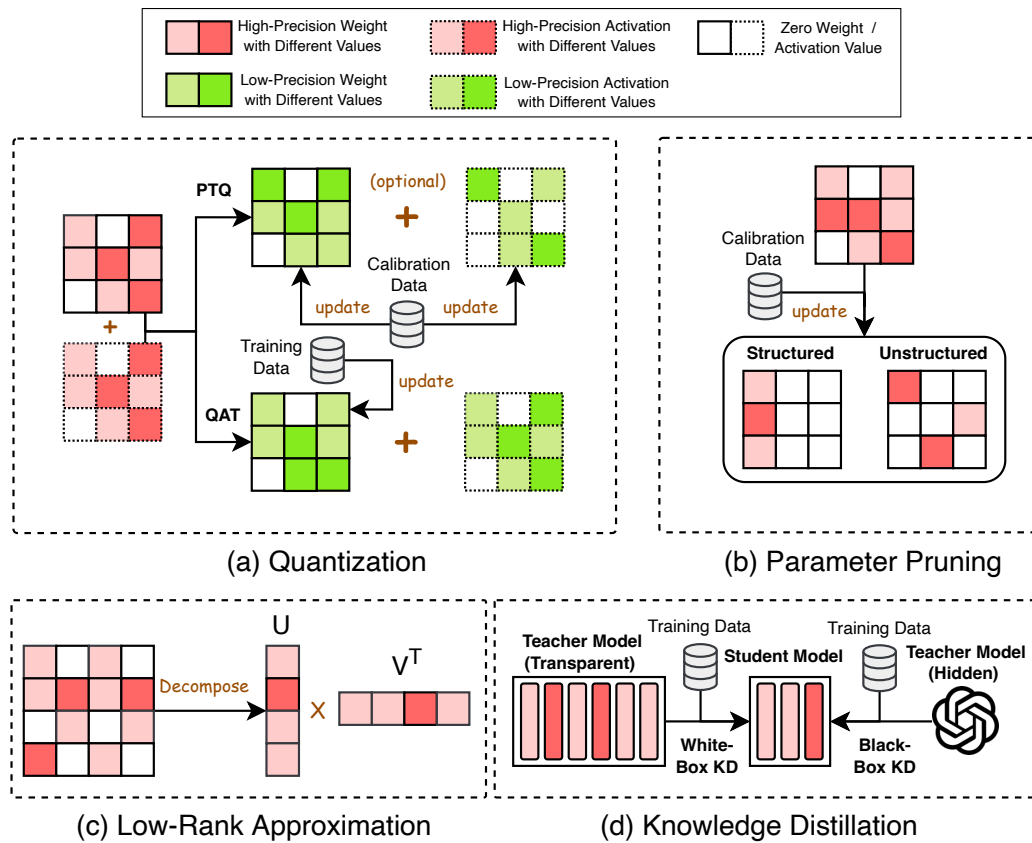 High-Precision Weight
with Different Values
High-Precision Activation
with Different Values
Zero Weight /
Activation Value
Low-Precision Weight
with Different Values
Low-Precision Activation
with Different Values
PTQ
(optional)
+
Calibration
Data
update
update
+
Training
Data
update
QAT
+
(a) Quantization
Calibration
Data
update
Structured
Unstructured
(b) Parameter Pruning
U
V^T
Decompose
X
(c) Low-Rank Approximation
Training Data
Training Data
Teacher Model
(Transparent)
Student Model
Teacher Model
(Hidden)
White-
Box KD
Black-
Box KD
(d) Knowledge Distillation